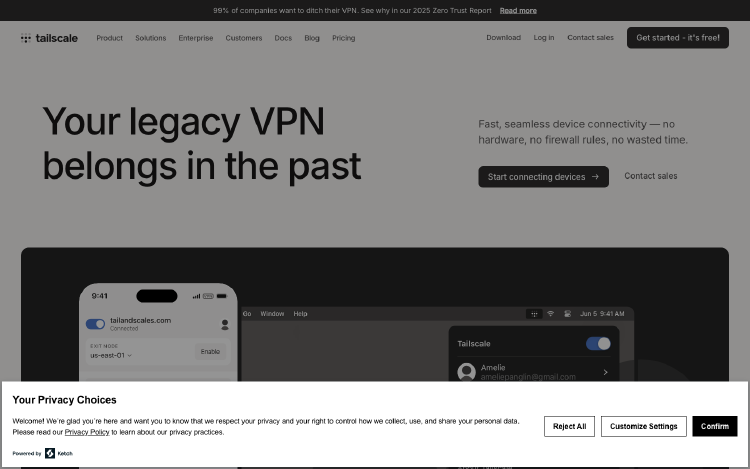 99% of companies want to ditch their VPN. See why in our 2025 Zero Trust Report Read more
tailscale Product Solutions Enterprise Customers Docs Blog Pricing Download Log in Contact sales Get started - it's free!
Your legacy VPN
belongs in the past
Fast, seamless device connectivity — no
hardware, no firewall rules, no wasted time.
Start connecting devices → Contact sales
9:41
Go Window Help Jun 5 9:41 AM
tailandscales.com
Connected
EXIT NODE
us-east-01
Enable
Tailscale
Amelie
ameliepanglin@gmail.com
Your Privacy Choices
Welcome! We're glad you're here and want you to know that we respect your privacy and your right to control how we collect, use, and share your personal data.
Please read our Privacy Policy to learn about our privacy practices.
Reject All Customize Settings Confirm
Powered by Ketch